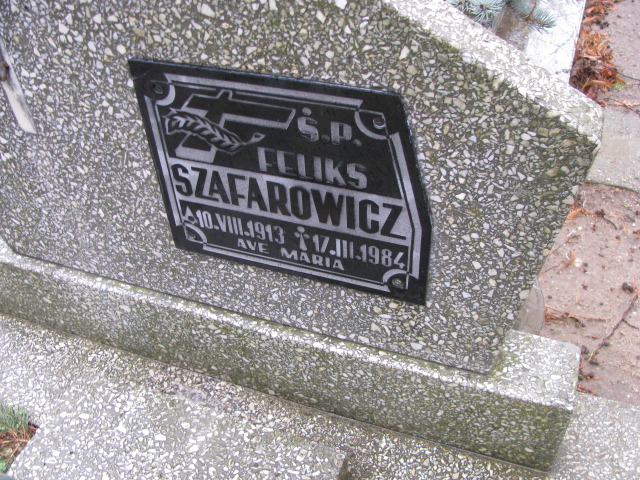 Ś.P.
FELIKS
SZAFAROWICZ
10.VIII.1913 17.III.1984
AVE MARIA